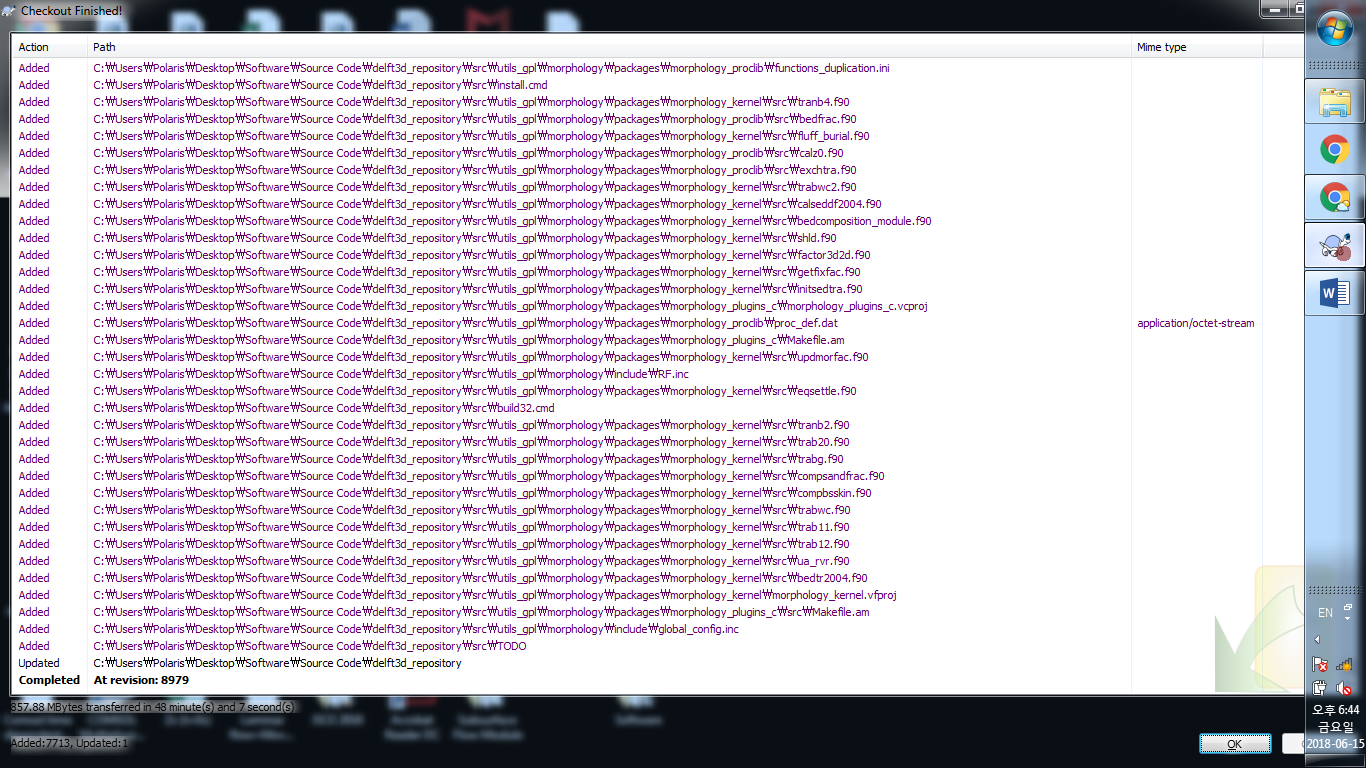 Checkout Finished!
Action Path Mime type
Added C:₩Users₩Polaris₩Desktop₩Software₩Source Code₩delft3d_repository₩src₩utils_gpl₩morphology₩packages₩morphology_proclib₩functions_duplication.ini
Added C:₩Users₩Polaris₩Desktop₩Software₩Source Code₩delft3d_repository₩src₩install.cmd
Added C:₩Users₩Polaris₩Desktop₩Software₩Source Code₩delft3d_repository₩src₩utils_gpl₩morphology₩packages₩morphology_kernel₩src₩tranb4.f90
Added C:₩Users₩Polaris₩Desktop₩Software₩Source Code₩delft3d_repository₩src₩utils_gpl₩morphology₩packages₩morphology_proclib₩src₩bedfrac.f90
Added C:₩Users₩Polaris₩Desktop₩Software₩Source Code₩delft3d_repository₩src₩utils_gpl₩morphology₩packages₩morphology_kernel₩src₩fluff_burial.f90
Added C:₩Users₩Polaris₩Desktop₩Software₩Source Code₩delft3d_repository₩src₩utils_gpl₩morphology₩packages₩morphology_proclib₩src₩calz0.f90
Added C:₩Users₩Polaris₩Desktop₩Software₩Source Code₩delft3d_repository₩src₩utils_gpl₩morphology₩packages₩morphology_proclib₩src₩exchtra.f90
Added C:₩Users₩Polaris₩Desktop₩Software₩Source Code₩delft3d_repository₩src₩utils_gpl₩morphology₩packages₩morphology_kernel₩src₩trabwc2.f90
Added C:₩Users₩Polaris₩Desktop₩Software₩Source Code₩delft3d_repository₩src₩utils_gpl₩morphology₩packages₩morphology_kernel₩src₩calseddf2004.f90
Added C:₩Users₩Polaris₩Desktop₩Software₩Source Code₩delft3d_repository₩src₩utils_gpl₩morphology₩packages₩morphology_kernel₩src₩bedcomposition_module.f90
Added C:₩Users₩Polaris₩Desktop₩Software₩Source Code₩delft3d_repository₩src₩utils_gpl₩morphology₩packages₩morphology_kernel₩src₩shld.f90
Added C:₩Users₩Polaris₩Desktop₩Software₩Source Code₩delft3d_repository₩src₩utils_gpl₩morphology₩packages₩morphology_kernel₩src₩factor3d2d.f90
Added C:₩Users₩Polaris₩Desktop₩Software₩Source Code₩delft3d_repository₩src₩utils_gpl₩morphology₩packages₩morphology_kernel₩src₩getfixfac.f90
Added C:₩Users₩Polaris₩Desktop₩Software₩Source Code₩delft3d_repository₩src₩utils_gpl₩morphology₩packages₩morphology_kernel₩src₩initsedtra.f90
Added C:₩Users₩Polaris₩Desktop₩Software₩Source Code₩delft3d_repository₩src₩utils_gpl₩morphology₩packages₩morphology_plugins_c₩morphology_plugins_c.vcproj
Added C:₩Users₩Polaris₩Desktop₩Software₩Source Code₩delft3d_repository₩src₩utils_gpl₩morphology₩packages₩morphology_proclib₩proc_def.dat application/octet-stream
Added C:₩Users₩Polaris₩Desktop₩Software₩Source Code₩delft3d_repository₩src₩utils_gpl₩morphology₩packages₩morphology_plugins_c₩Makefile.am
Added C:₩Users₩Polaris₩Desktop₩Software₩Source Code₩delft3d_repository₩src₩utils_gpl₩morphology₩packages₩morphology_kernel₩src₩updmorfac.f90
Added C:₩Users₩Polaris₩Desktop₩Software₩Source Code₩delft3d_repository₩src₩utils_gpl₩morphology₩include₩RF.inc
Added C:₩Users₩Polaris₩Desktop₩Software₩Source Code₩delft3d_repository₩src₩utils_gpl₩morphology₩packages₩morphology_kernel₩src₩eqsettle.f90
Added C:₩Users₩Polaris₩Desktop₩Software₩Source Code₩delft3d_repository₩src₩build32.cmd
Added C:₩Users₩Polaris₩Desktop₩Software₩Source Code₩delft3d_repository₩src₩utils_gpl₩morphology₩packages₩morphology_kernel₩src₩tranb2.f90
Added C:₩Users₩Polaris₩Desktop₩Software₩Source Code₩delft3d_repository₩src₩utils_gpl₩morphology₩packages₩morphology_kernel₩src₩trab20.f90
Added C:₩Users₩Polaris₩Desktop₩Software₩Source Code₩delft3d_repository₩src₩utils_gpl₩morphology₩packages₩morphology_kernel₩src₩trabg.f90
Added C:₩Users₩Polaris₩Desktop₩Software₩Source Code₩delft3d_repository₩src₩utils_gpl₩morphology₩packages₩morphology_kernel₩src₩compsandfrac.f90
Added C:₩Users₩Polaris₩Desktop₩Software₩Source Code₩delft3d_repository₩src₩utils_gpl₩morphology₩packages₩morphology_kernel₩src₩compbsskin.f90
Added C:₩Users₩Polaris₩Desktop₩Software₩Source Code₩delft3d_repository₩src₩utils_gpl₩morphology₩packages₩morphology_kernel₩src₩trabwc.f90
Added C:₩Users₩Polaris₩Desktop₩Software₩Source Code₩delft3d_repository₩src₩utils_gpl₩morphology₩packages₩morphology_kernel₩src₩trab11.f90
Added C:₩Users₩Polaris₩Desktop₩Software₩Source Code₩delft3d_repository₩src₩utils_gpl₩morphology₩packages₩morphology_kernel₩src₩trab12.f90
Added C:₩Users₩Polaris₩Desktop₩Software₩Source Code₩delft3d_repository₩src₩utils_gpl₩morphology₩packages₩morphology_kernel₩src₩ua_rvr.f90
Added C:₩Users₩Polaris₩Desktop₩Software₩Source Code₩delft3d_repository₩src₩utils_gpl₩morphology₩packages₩morphology_kernel₩src₩bedtr2004.f90
Added C:₩Users₩Polaris₩Desktop₩Software₩Source Code₩delft3d_repository₩src₩utils_gpl₩morphology₩packages₩morphology_kernel₩morphology_kernel.vfproj
Added C:₩Users₩Polaris₩Desktop₩Software₩Source Code₩delft3d_repository₩src₩utils_gpl₩morphology₩packages₩morphology_plugins_c₩src₩Makefile.am
Added C:₩Users₩Polaris₩Desktop₩Software₩Source Code₩delft3d_repository₩src₩utils_gpl₩morphology₩include₩global_config.inc
Added C:₩Users₩Polaris₩Desktop₩Software₩Source Code₩delft3d_repository₩src₩TODO
Updated C:₩Users₩Polaris₩Desktop₩Software₩Source Code₩delft3d_repository
Completed At revision: 8979
857.88 MBytes transferred in 48 minute(s) and 7 second(s)
Added:7713, Updated:1
OK
EN
오후 6:44
금요일
2018-06-15